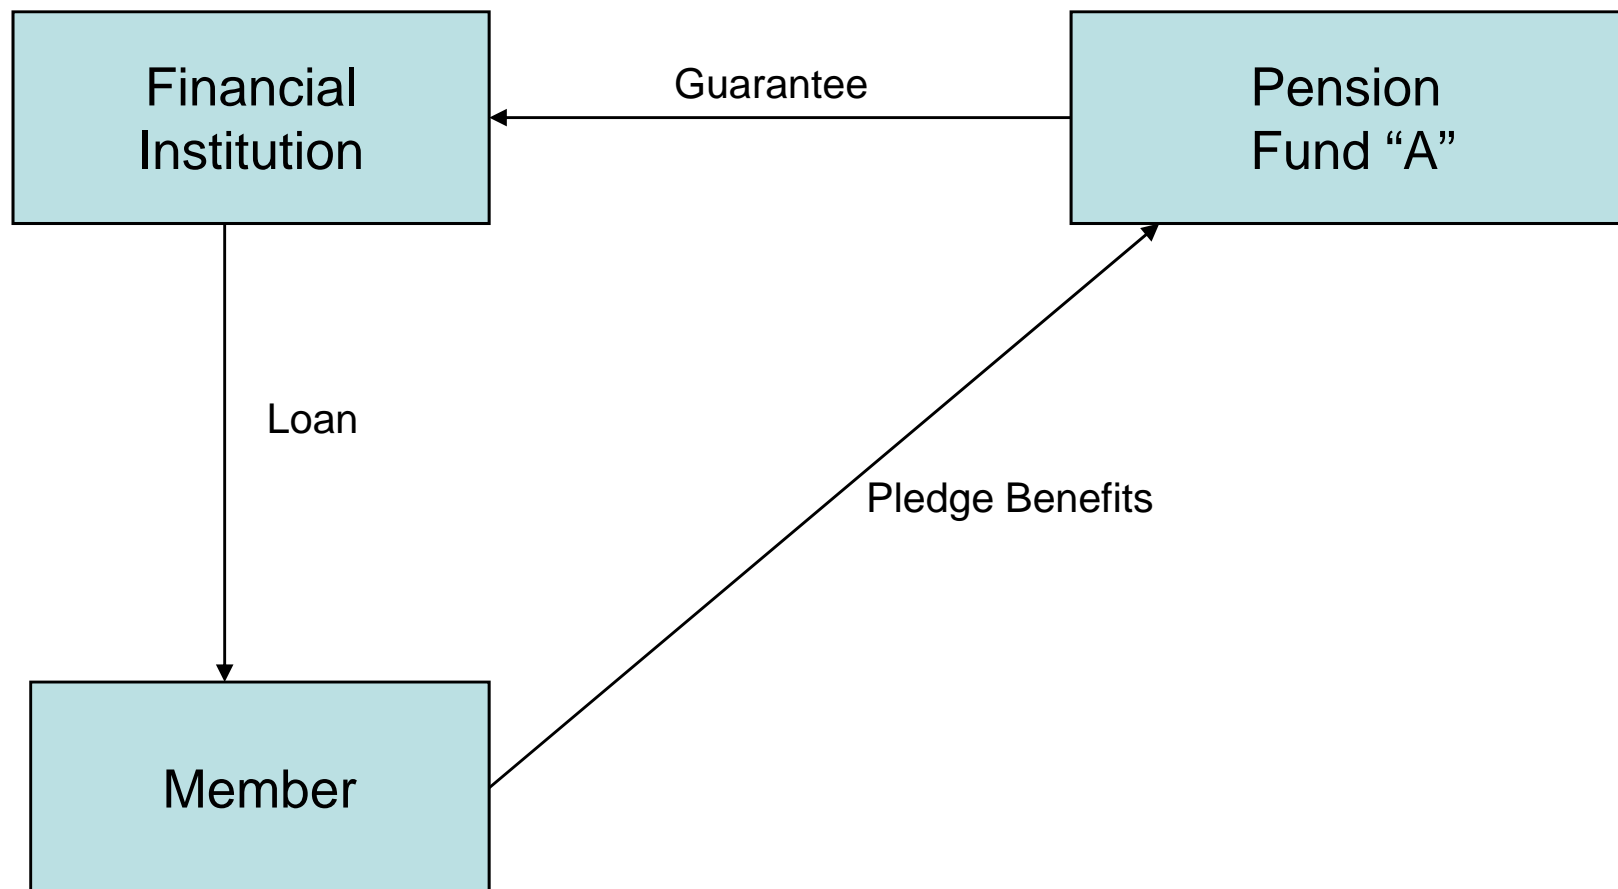 Financial
Institution
Guarantee
Pension
Fund “A”
Loan
Pledge Benefits
Member